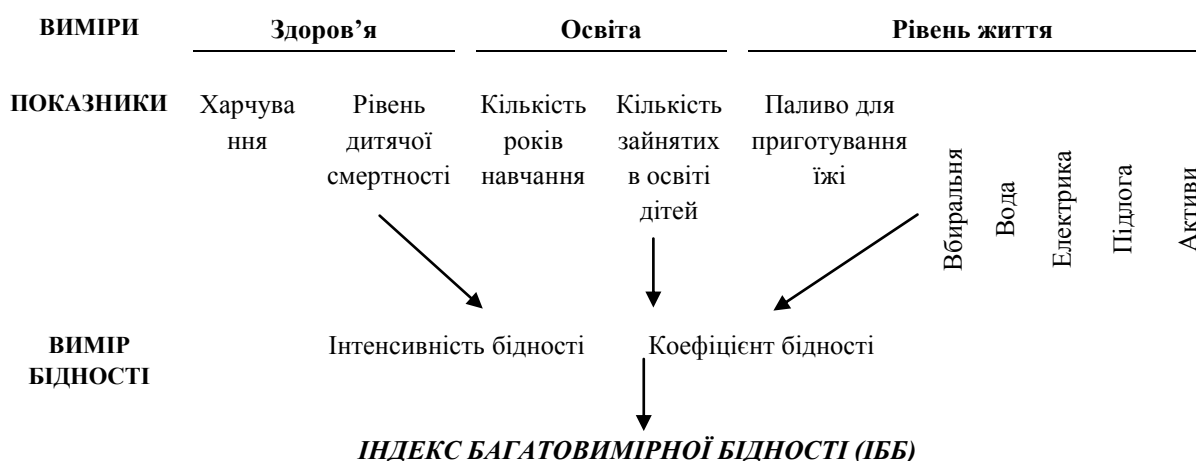 ВИМІРИ Здоров’я Освіта Рівень життя
ПОКАЗНИКИ
Харчува
ння
Рівень
дитячої
смертності
Кількість
років
навчання
Кількість
зайнятих
в освіті
дітей
Паливо для
приготування
їжі
Вбиральня
Вода
Електрика
Підлога
Активи
ВИМІР
БІДНОСТІ
Інтенсивність бідності
Коефіцієнт бідності
ІНДЕКС БАГАТОВИМІРНОЇ БІДНОСТІ (ІББ)